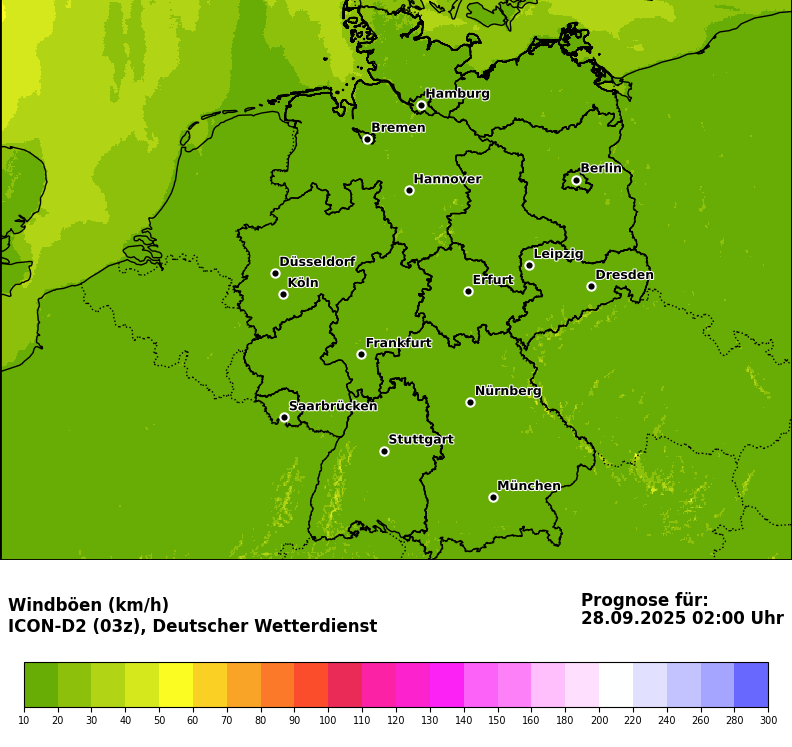 Hamburg
Bremen
Berlin
Hannover
Düsseldorf
Leipzig
Köln
Erfurt
Dresden
Frankfurt
Nürnberg
Saarbrücken
Stuttgart
München
Windböen (km/h)
ICON-D2 (03z), Deutscher Wetterdienst
Prognose für:
28.09.2025 02:00 Uhr
10 20 30 40 50 60 70 80 90 100 110 120 130 140 150 160 180 200 220 240 260 280 300